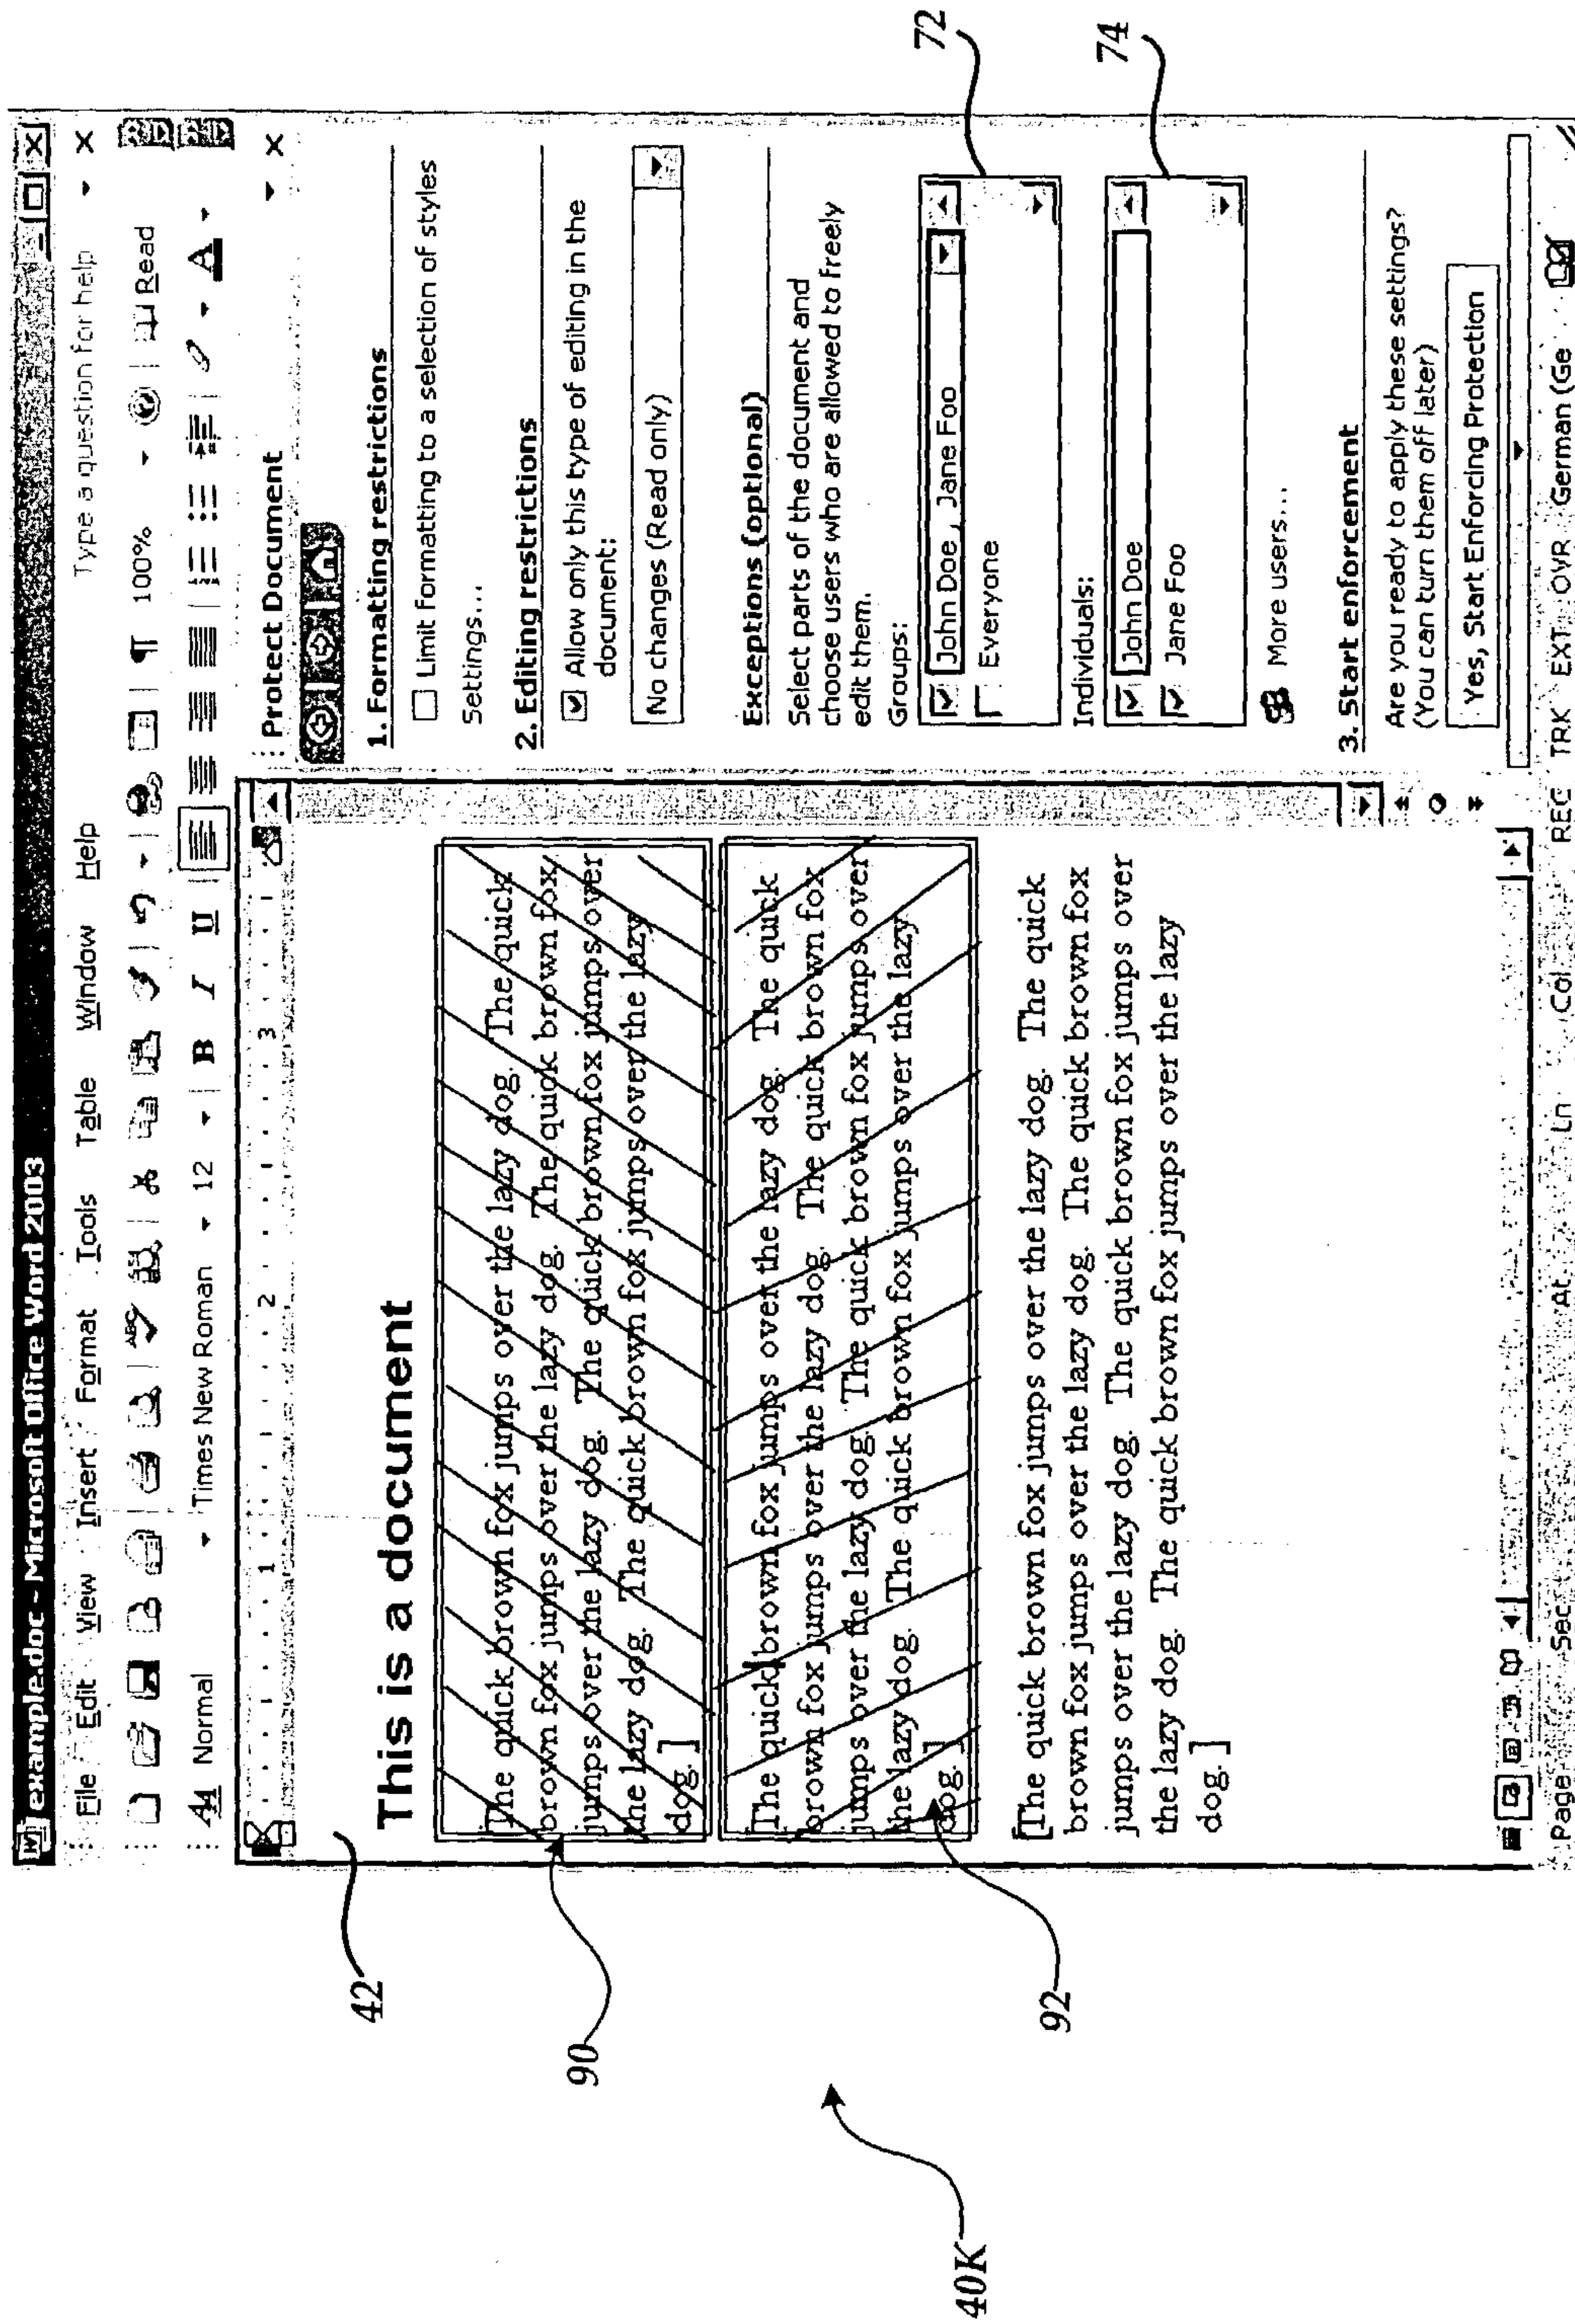 example.doc - Microsoft Office Word 2003
File Edit View Insert Format Tools Table Window Help
Type a question for help
100%
Read
Normal
Times New Roman
12
B I U
A
1 2 3
This is a document
[The quick brown fox jumps over the lazy dog. The quick
brown fox jumps over the lazy dog. The quick brown fox
jumps over the lazy dog. The quick brown fox jumps over
the lazy dog. The quick brown fox jumps over the lazy
dog. ]
The quick]brown fox jumps over the lazy dog. The quick
brown fox jumps over the lazy dog. The quick brown fox
jumps over the lazy dog. The quick brown fox jumps over
the lazy dog. The quick brown fox jumps over the lazy
dog. ]
[The quick brown fox jumps over the lazy dog. The quick
brown fox jumps over the lazy dog. The quick brown fox
jumps over the lazy dog. The quick brown fox jumps over
the lazy dog. The quick brown fox jumps over the lazy
dog. ]
Protect Document
1. Formatting restrictions
Limit formatting to a selection of styles
Settings...
2. Editing restrictions
Allow only this type of editing in the
document:
No changes (Read only)
Exceptions (optional)
Select parts of the document and
choose users who are allowed to freely
edit them.
Groups:
John Doe , Jane Foo
Everyone
Individuals:
John Doe
Jane Foo
More users...
3. Start enforcement
Are you ready to apply these settings?
(You can turn them off later)
Yes, Start Enforcing Protection
Page Sec At Ln Col REC TRK EXT OVR German (Ge
42
90
92
40K
72
74